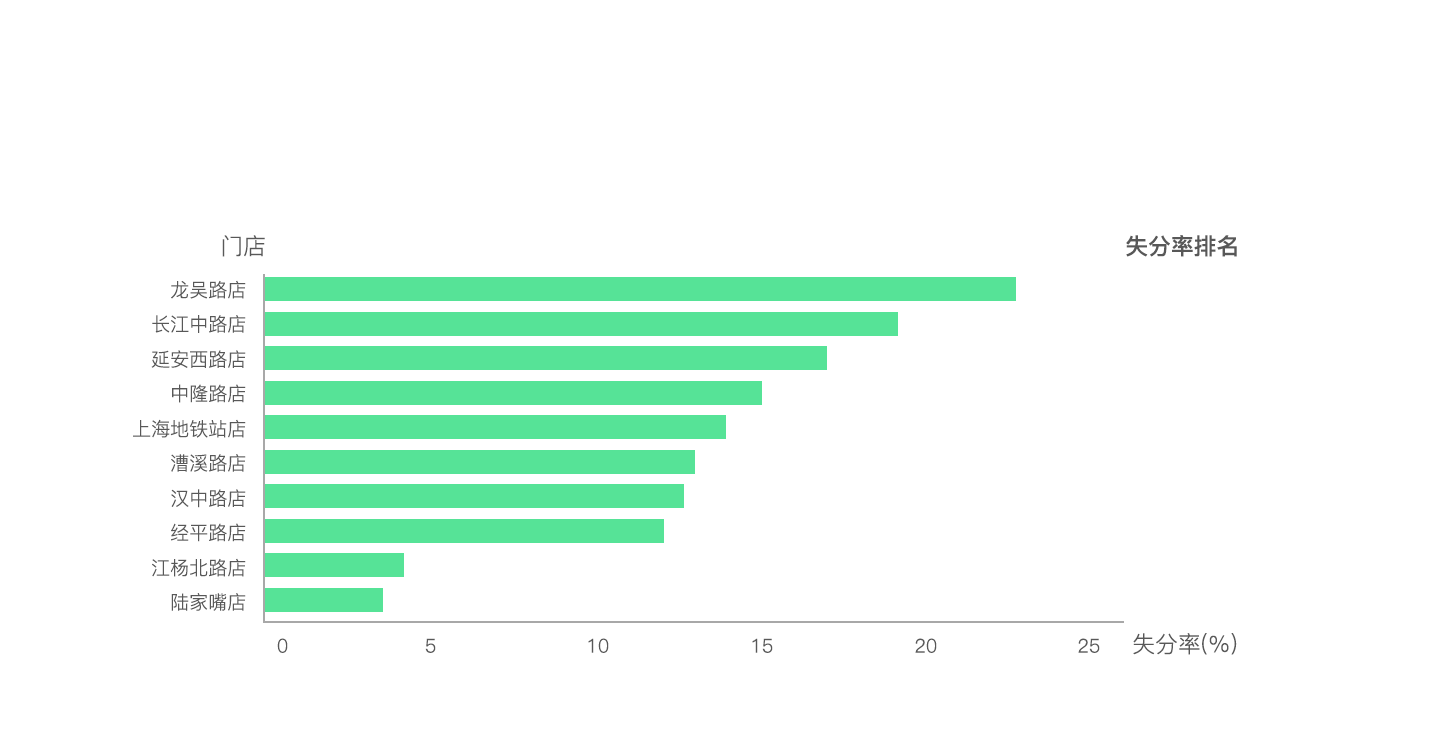 门店
失分率排名
龙吴路店
长江中路店
延安西路店
中隆路店
上海地铁站店
漕溪路店
汉中路店
经平路店
江杨北路店
陆家嘴店
0 5 10 15 20 25 失分率(%)